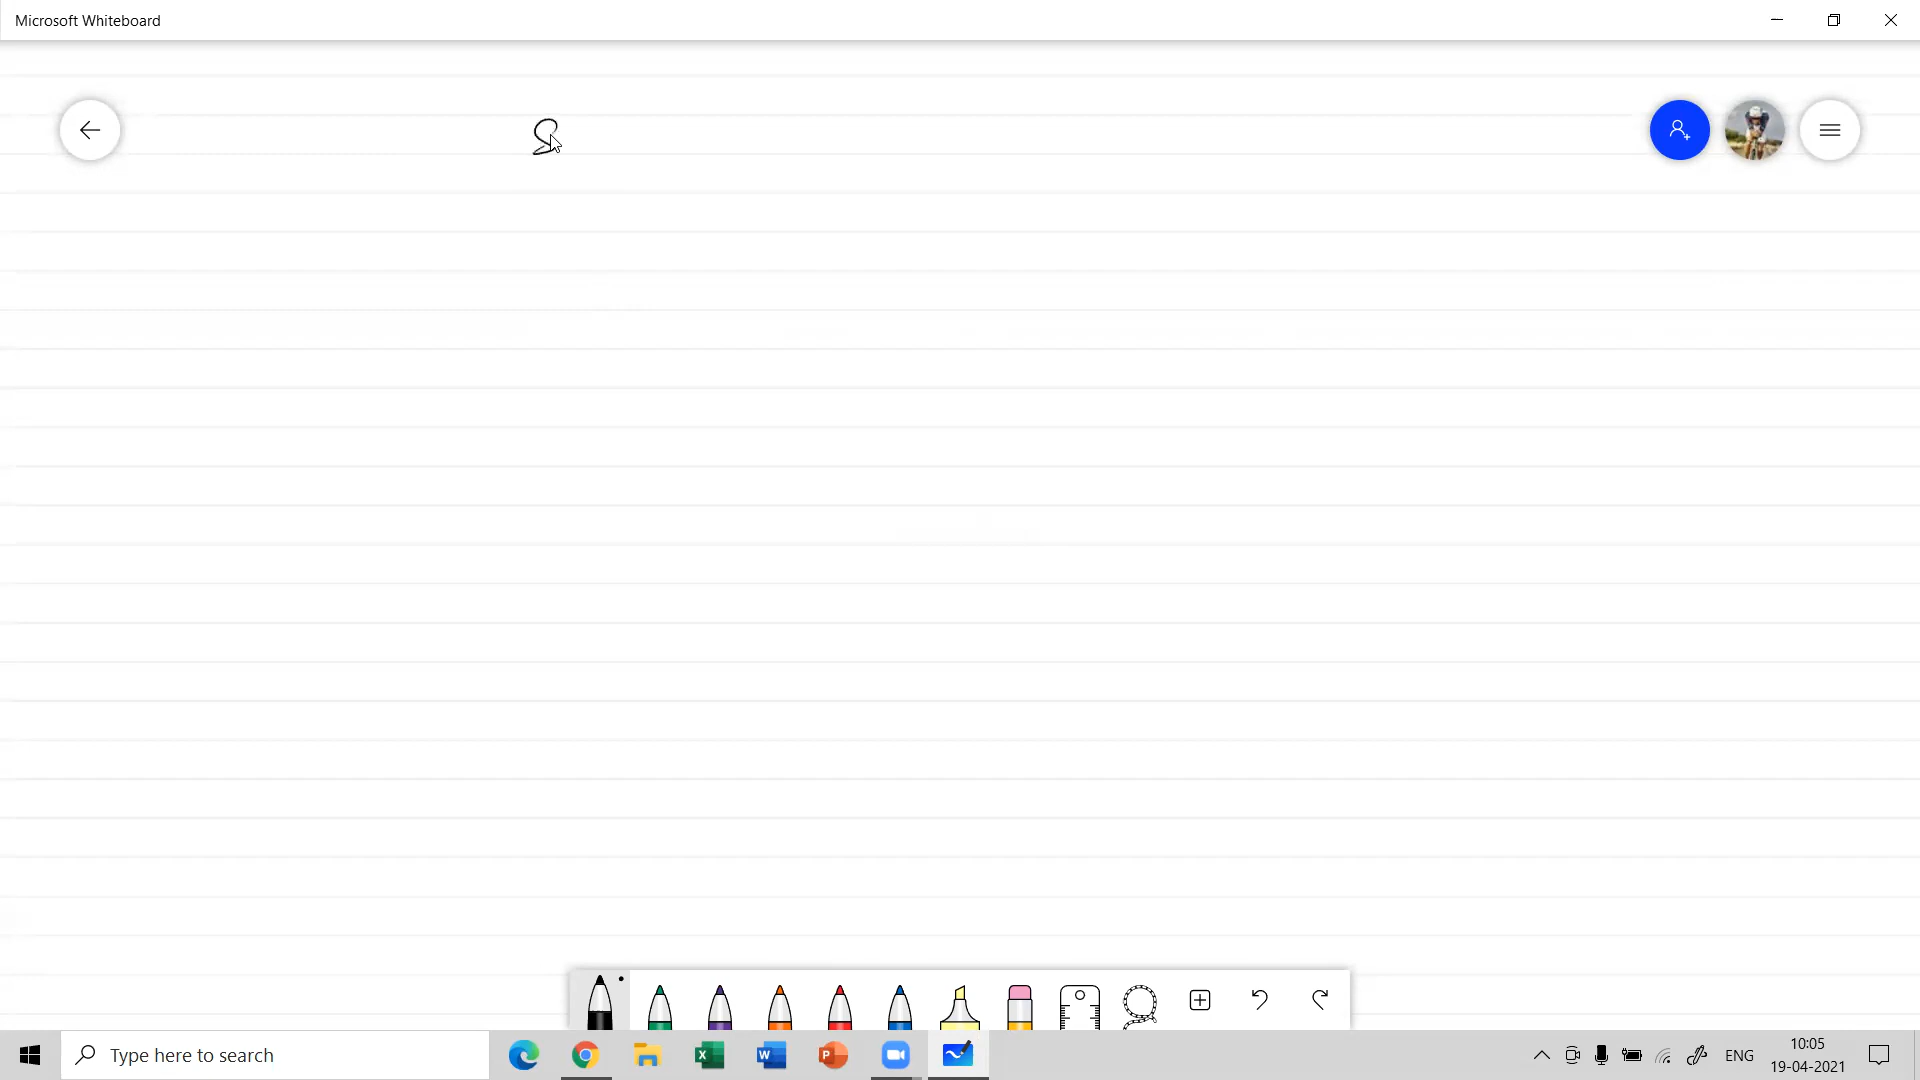 Microsoft Whiteboard
S
Type here to search
ENG
10:05
19-04-2021